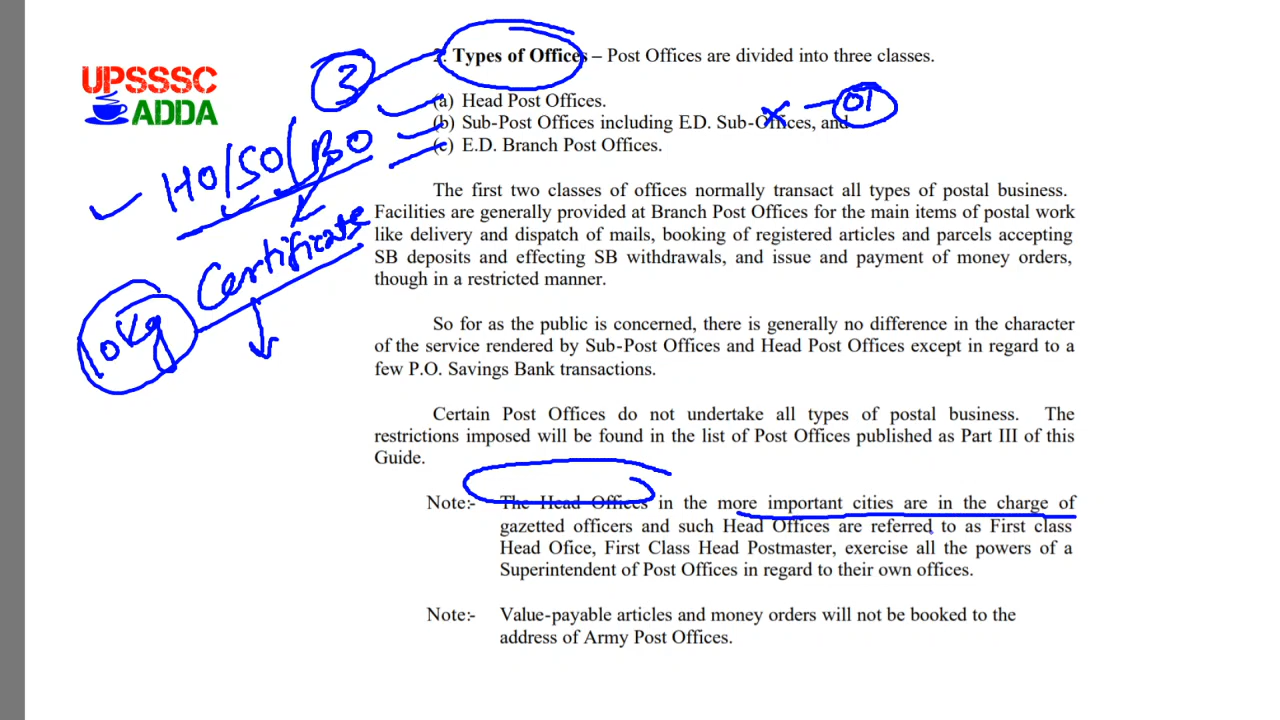 UPSSSC
ADDA
3
HO/SO/BO
Certificate
10kg
2. Types of Offices – Post Offices are divided into three classes.
(a) Head Post Offices.
(b) Sub-Post Offices including E.D. Sub-Offices, and
(c) E.D. Branch Post Offices.
The first two classes of offices normally transact all types of postal business.
Facilities are generally provided at Branch Post Offices for the main items of postal work
like delivery and dispatch of mails, booking of registered articles and parcels accepting
SB deposits and effecting SB withdrawals, and issue and payment of money orders,
though in a restricted manner.
So for as the public is concerned, there is generally no difference in the character
of the service rendered by Sub-Post Offices and Head Post Offices except in regard to a
few P.O. Savings Bank transactions.
Certain Post Offices do not undertake all types of postal business. The
restrictions imposed will be found in the list of Post Offices published as Part III of this
Guide.
Note:- The Head Offices in the more important cities are in the charge of
gazetted officers and such Head Offices are referred to as First class
Head Ofice, First Class Head Postmaster, exercise all the powers of a
Superintendent of Post Offices in regard to their own offices.
Note:- Value-payable articles and money orders will not be booked to the
address of Army Post Offices.